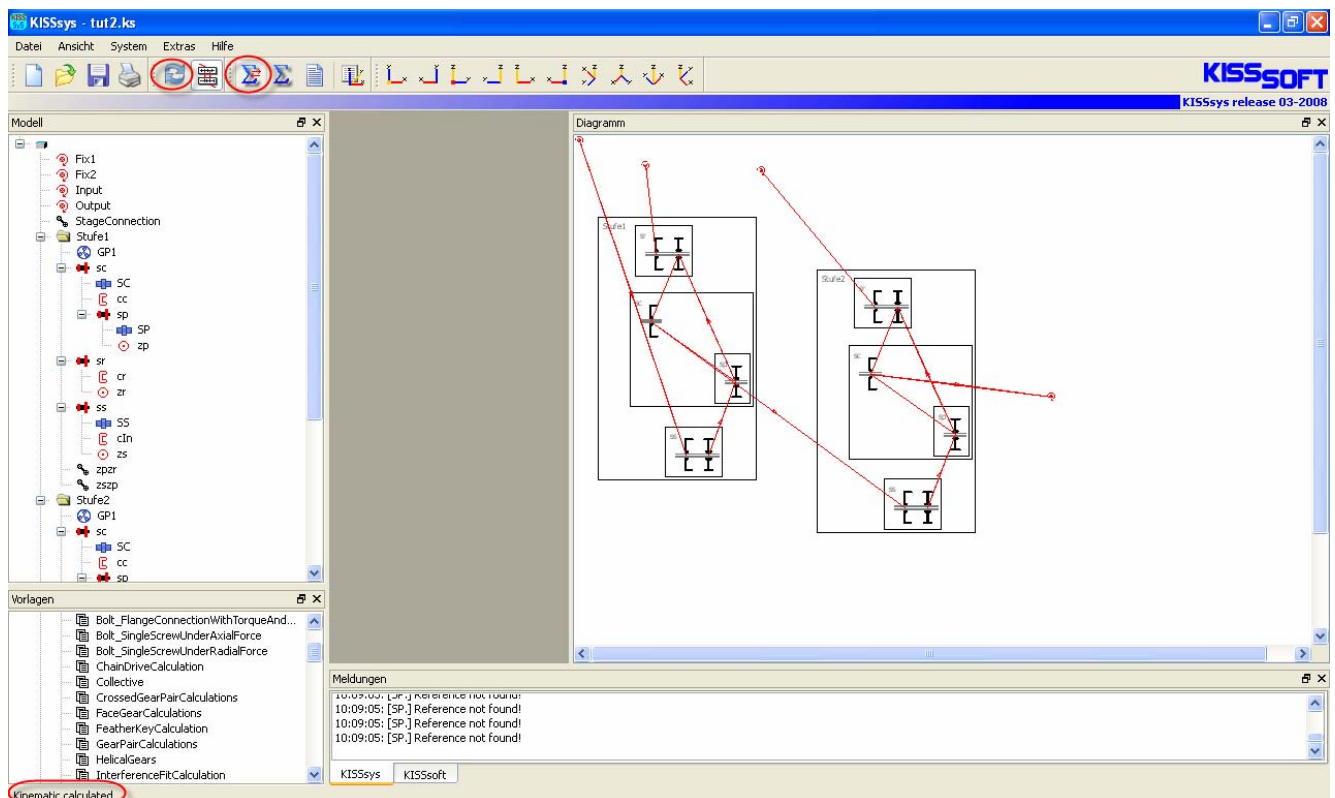 KISSsys - tut2.ks
Datei Ansicht System Extras Hilfe
KISSSOFT
KISSsys release 03-2008
Modell
Fix1
Fix2
Input
Output
StageConnection
Stufe1
GP1
sc
SC
cc
sp
SP
zp
sr
cr
zr
ss
SS
cIn
zs
zpzr
zszp
Stufe2
GP1
sc
SC
cc
sp
Vorlagen
Bolt_FlangeConnectionWithTorqueAnd...
Bolt_SingleScrewUnderAxialForce
Bolt_SingleScrewUnderRadialForce
ChainDriveCalculation
Collective
CrossedGearPairCalculations
FaceGearCalculations
FeatherKeyCalculation
GearPairCalculations
HelicalGears
InterferenceFitCalculation
Kinematic calculated
Diagramm
Stufe1
Stufe2
Meldungen
10:09:05: [SP.] Reference not found!
10:09:05: [SP.] Reference not found!
10:09:05: [SP.] Reference not found!
10:09:05: [SP.] Reference not found!
KISSsys KISSsoft